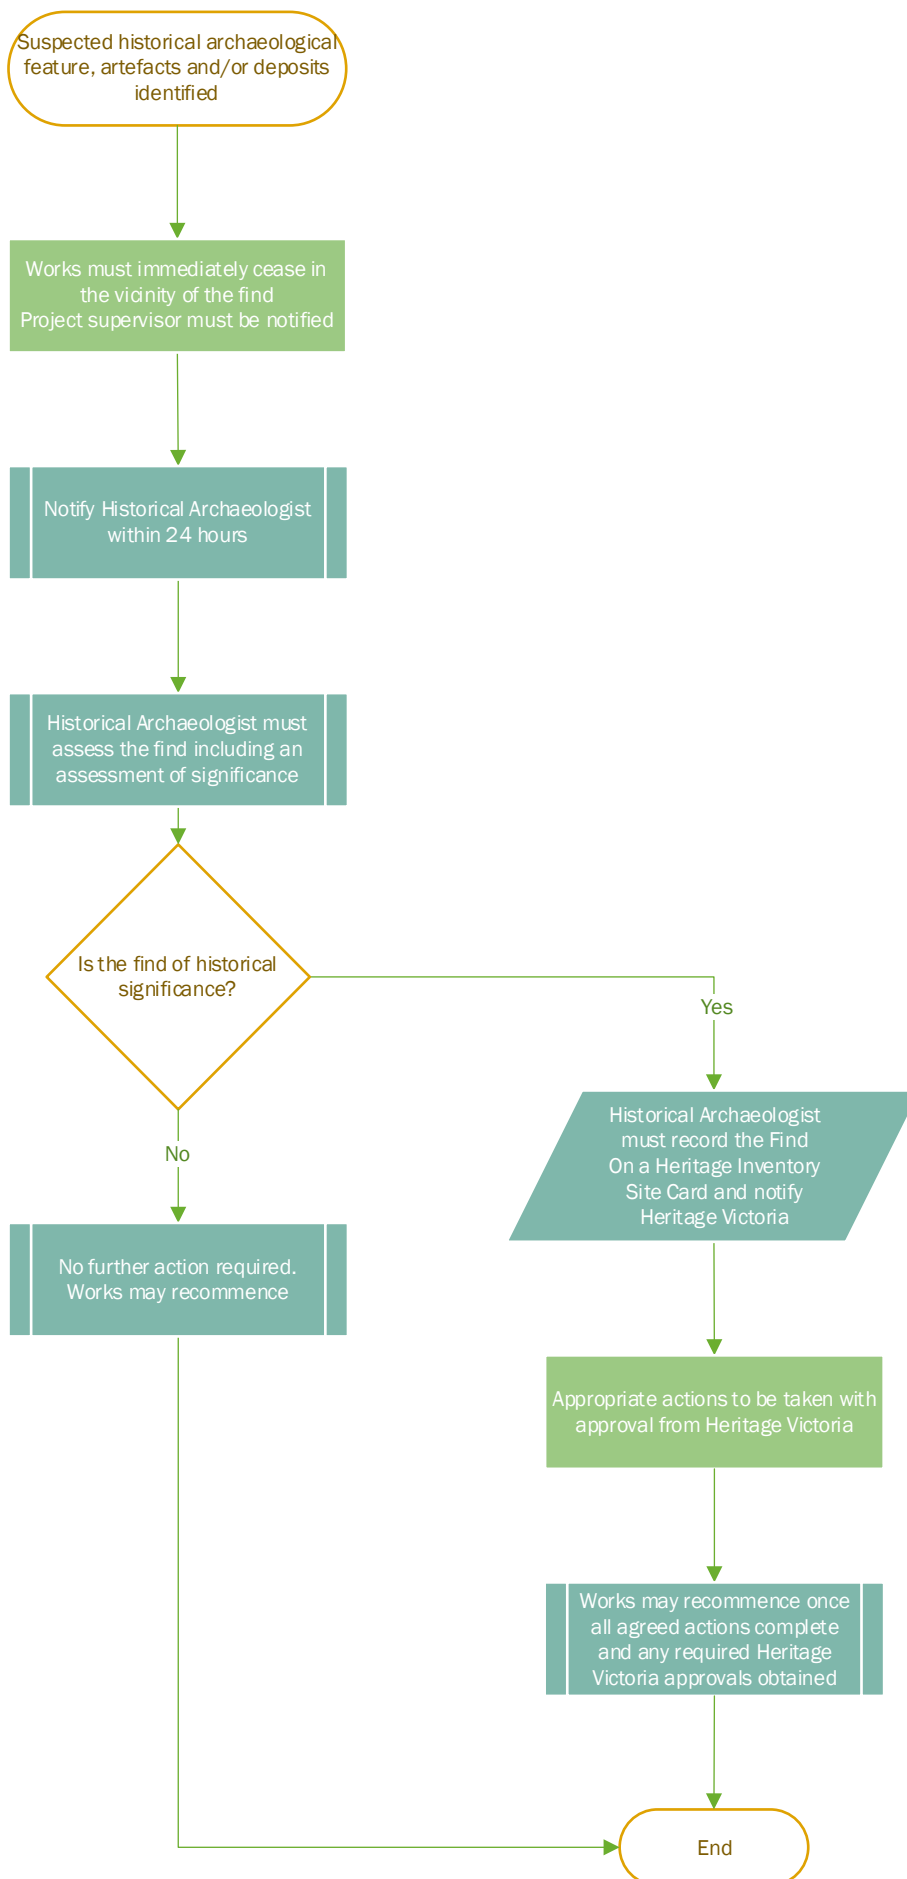 Suspected historical archaeological
feature, artefacts and/or deposits
identified
Works must immediately cease in
the vicinity of the find
Project supervisor must be notified
Notify Historical Archaeologist
within 24 hours
Historical Archaeologist must
assess the find including an
assessment of significance
Is the find of historical
significance?
Yes
No
Historical Archaeologist
must record the Find
On a Heritage Inventory
Site Card and notify
Heritage Victoria
No further action required.
Works may recommence
Appropriate actions to be taken with
approval from Heritage Victoria
Works may recommence once
all agreed actions complete
and any required Heritage
Victoria approvals obtained
End